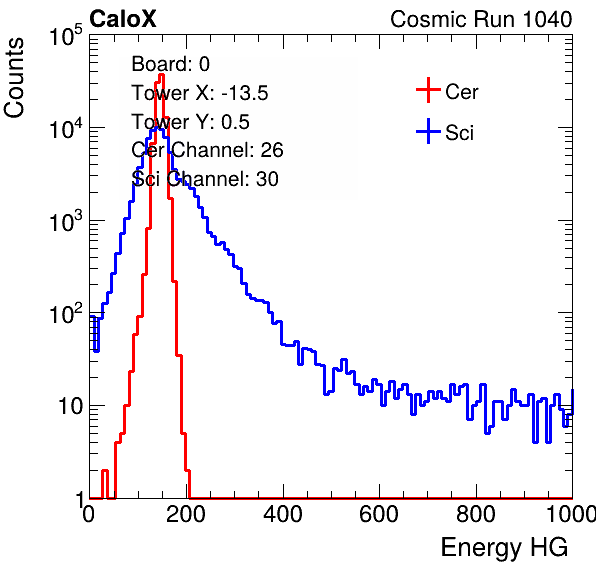 CaloX Cosmic Run 1040
Counts
Board: 0
Tower X: -13.5
Tower Y: 0.5
Cer Channel: 26
Sci Channel: 30
Cer
Sci
10^5
10^4
10^3
10^2
10
1
0 200 400 600 800 1000
Energy HG